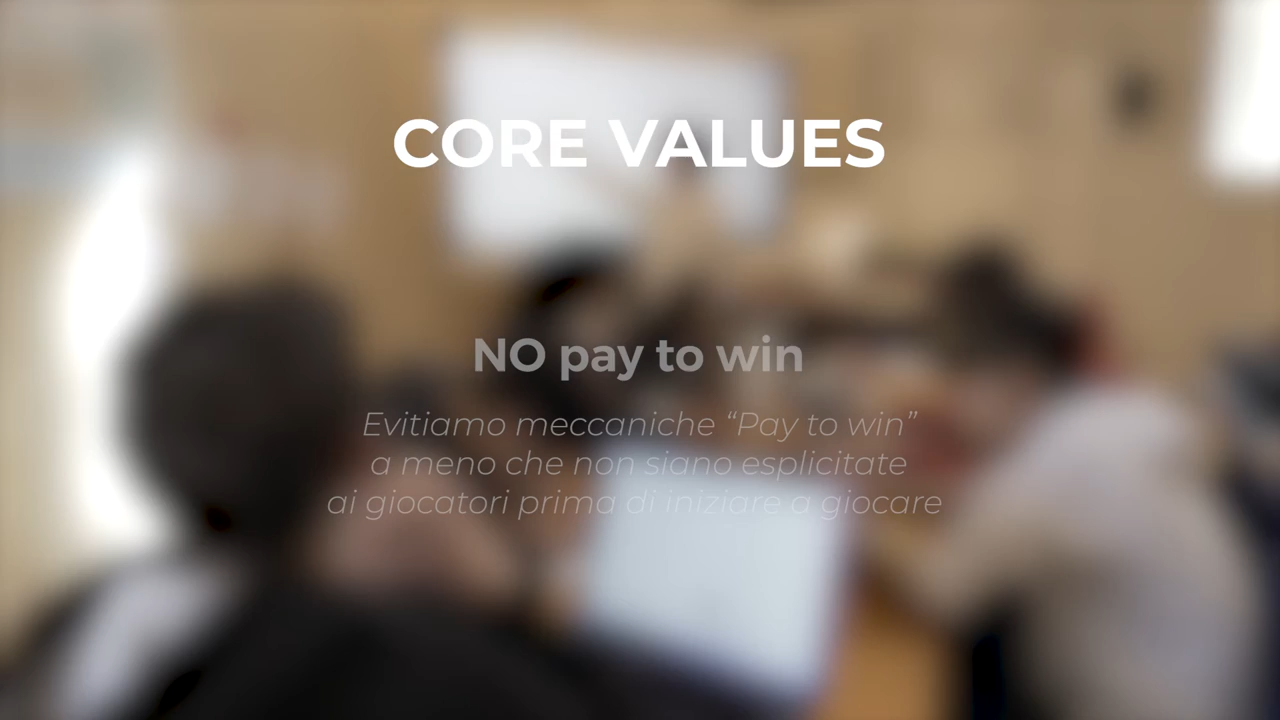 CORE VALUES
NO pay to win
Evitiamo meccaniche “Pay to win”
a meno che non siano esplicitate
ai giocatori prima di iniziare a giocare